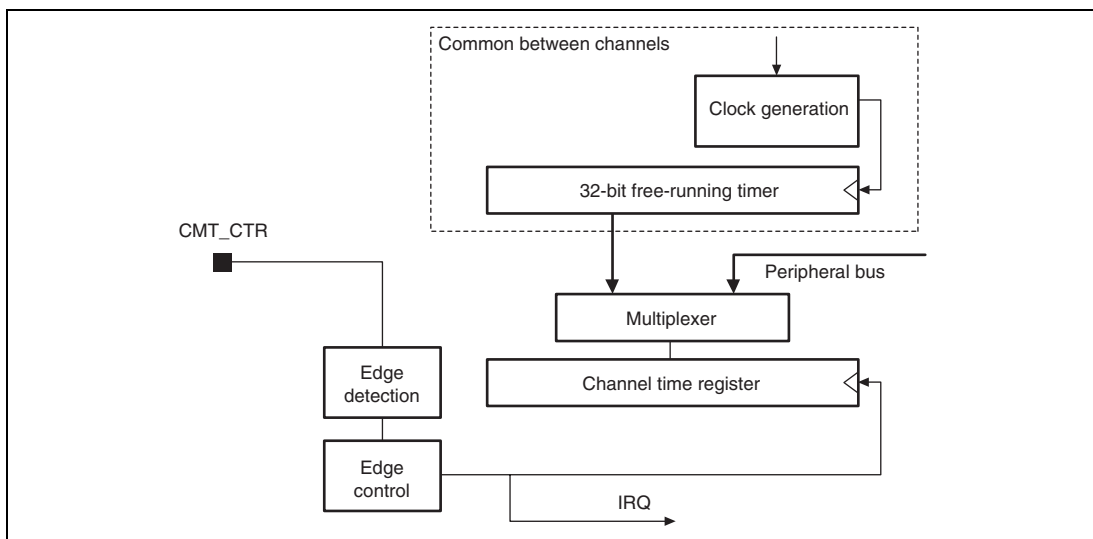 Common between channels
Clock generation
32-bit free-running timer
CMT_CTR
Peripheral bus
Multiplexer
Edge
detection
Channel time register
Edge
control
IRQ